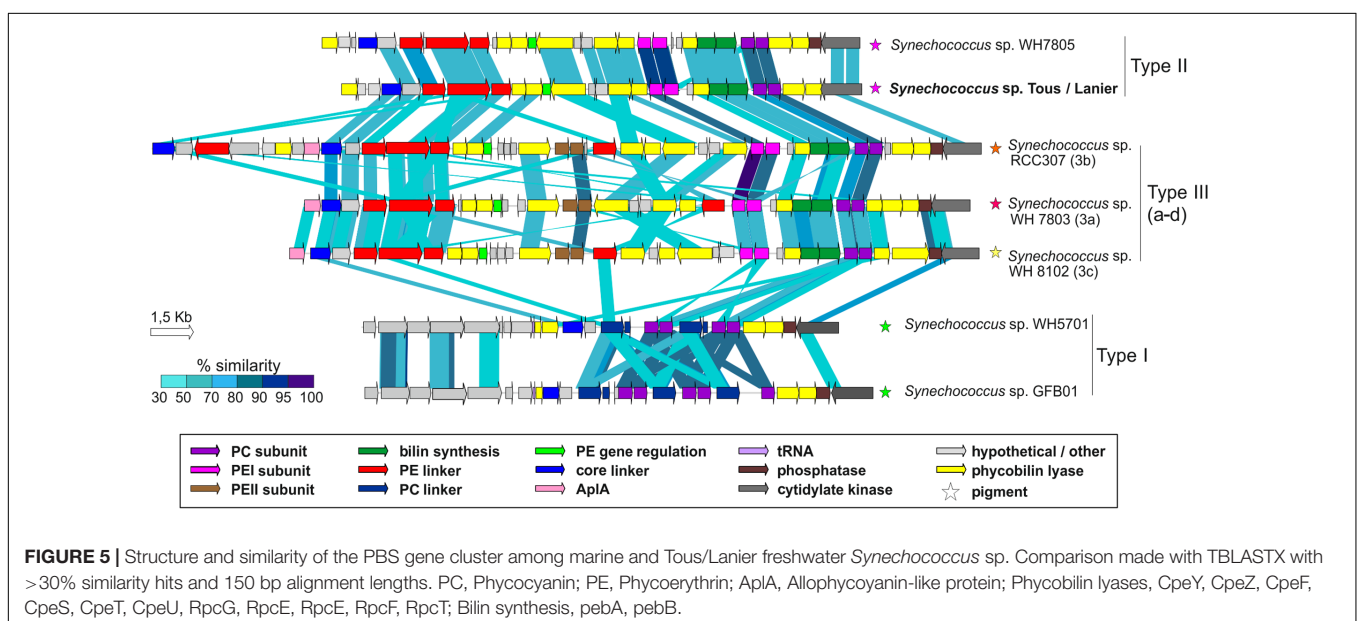 Synechococcus sp. WH7805
Type II
Synechococcus sp. Tous / Lanier
Synechococcus sp.
RCC307 (3b)
Type III
(a-d)
Synechococcus sp.
WH 7803 (3a)
Synechococcus sp.
WH 8102 (3c)
1,5 Kb
Synechococcus sp. WH5701
Type I
% similarity
30 50 70 80 90 95 100
Synechococcus sp. GFB01
PC subunit bilin synthesis PE gene regulation tRNA hypothetical / other
PEI subunit PE linker core linker phosphatase phycobilin lyase
PEII subunit PC linker AplA cytidylate kinase pigment
FIGURE 5 | Structure and similarity of the PBS gene cluster among marine and Tous/Lanier freshwater Synechococcus sp. Comparison made with TBLASTX with
>30% similarity hits and 150 bp alignment lengths. PC, Phycocyanin; PE, Phycoerythrin; AplA, Allophycoyanin-like protein; Phycobilin lyases, CpeY, CpeZ, CpeF,
CpeS, CpeT, CpeU, RpcG, RpcE, RpcE, RpcF, RpcT; Bilin synthesis, pebA, pebB.